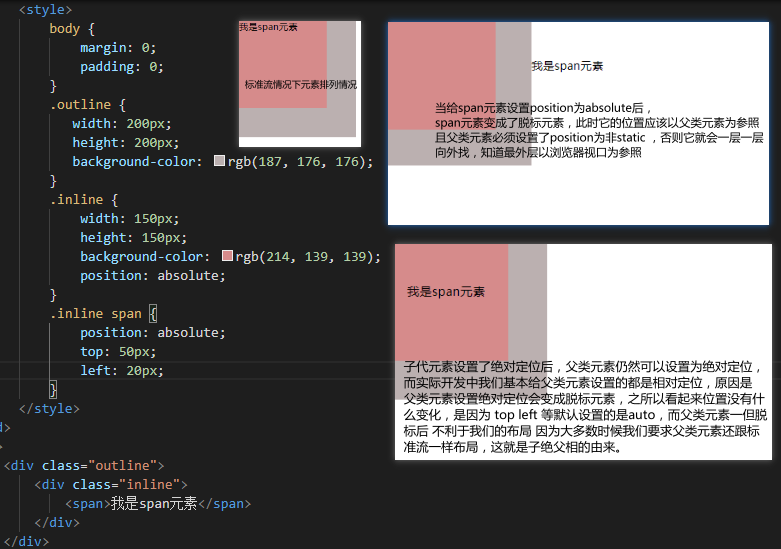 <style>
body {
margin: 0;
padding: 0;
}
.outline {
width: 200px;
height: 200px;
background-color: rgb(187, 176, 176);
}
.inline {
width: 150px;
height: 150px;
background-color: rgb(214, 139, 139);
position: absolute;
}
.inline span {
position: absolute;
top: 50px;
left: 20px;
}
</style>
d>
>
<div class="outline">
<div class="inline">
<span>我是span元素</span>
</div>
</div>
我是span元素
标准流情况下元素排列情况
我是span元素
当给span元素设置position为absolute后，
span元素变成了脱标元素，此时它的位置应该以父类元素为参照
且父类元素必须设置了position为非static ，否则它就会一层一层
向外找，知道最外层以浏览器视口为参照
我是span元素
子代元素设置了绝对定位后，父类元素仍然可以设置为绝对定位，
而实际开发中我们基本给父类元素设置的都是相对定位，原因是
父类元素设置绝对定位会变成脱标元素，之所以看起来位置没有什
么变化，是因为 top left 等默认设置的是auto，而父类元素一但脱
标后 不利于我们的布局 因为大多数时候我们要求父类元素还跟标
准流一样布局，这就是子绝父相的由来。